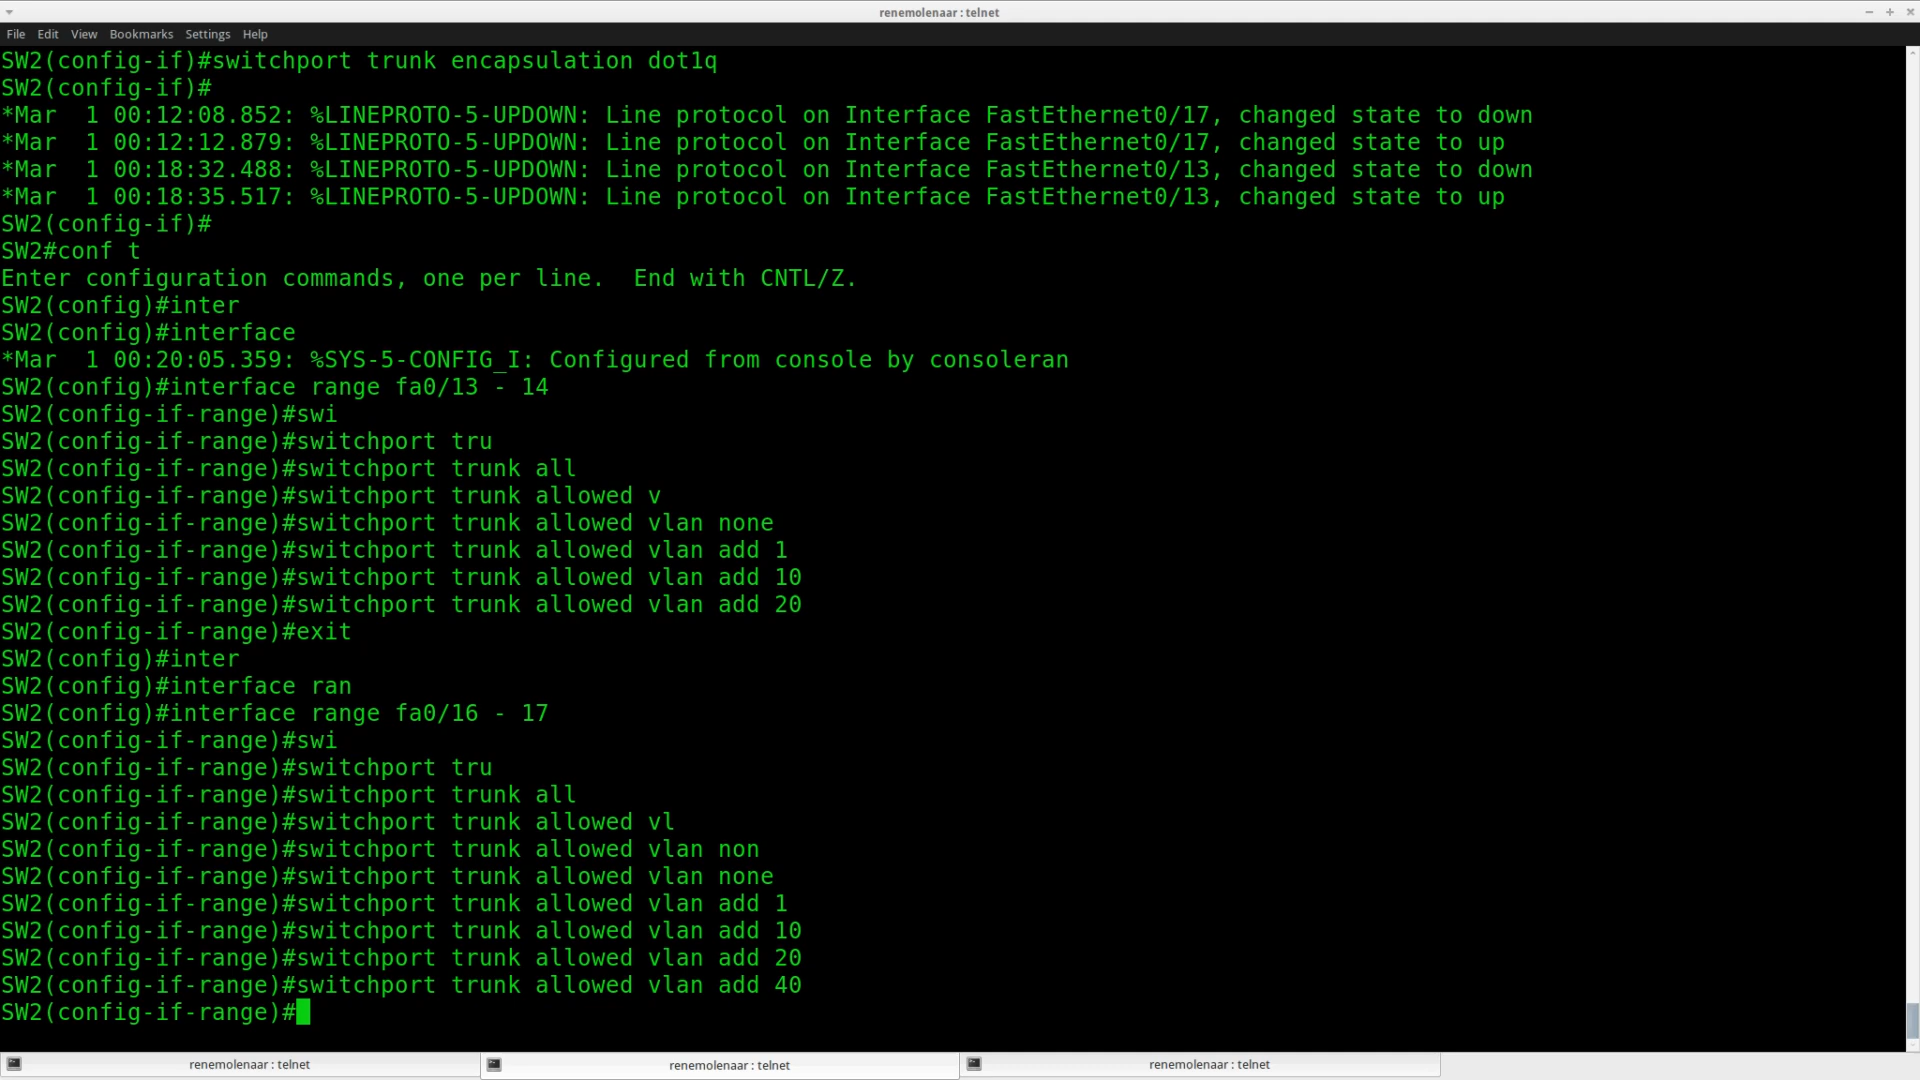 renemolenaar : telnet
File Edit View Bookmarks Settings Help
SW2(config-if)#switchport trunk encapsulation dot1q
SW2(config-if)#
*Mar  1 00:12:08.852: %LINEPROTO-5-UPDOWN: Line protocol on Interface FastEthernet0/17, changed state to down
*Mar  1 00:12:12.879: %LINEPROTO-5-UPDOWN: Line protocol on Interface FastEthernet0/17, changed state to up
*Mar  1 00:18:32.488: %LINEPROTO-5-UPDOWN: Line protocol on Interface FastEthernet0/13, changed state to down
*Mar  1 00:18:35.517: %LINEPROTO-5-UPDOWN: Line protocol on Interface FastEthernet0/13, changed state to up
SW2(config-if)#
SW2#conf t
Enter configuration commands, one per line.  End with CNTL/Z.
SW2(config)#inter
SW2(config)#interface
*Mar  1 00:20:05.359: %SYS-5-CONFIG_I: Configured from console by consoleran
SW2(config)#interface range fa0/13 - 14
SW2(config-if-range)#swi
SW2(config-if-range)#switchport tru
SW2(config-if-range)#switchport trunk all
SW2(config-if-range)#switchport trunk allowed v
SW2(config-if-range)#switchport trunk allowed vlan none
SW2(config-if-range)#switchport trunk allowed vlan add 1
SW2(config-if-range)#switchport trunk allowed vlan add 10
SW2(config-if-range)#switchport trunk allowed vlan add 20
SW2(config-if-range)#exit
SW2(config)#inter
SW2(config)#interface ran
SW2(config)#interface range fa0/16 - 17
SW2(config-if-range)#swi
SW2(config-if-range)#switchport tru
SW2(config-if-range)#switchport trunk all
SW2(config-if-range)#switchport trunk allowed vl
SW2(config-if-range)#switchport trunk allowed vlan non
SW2(config-if-range)#switchport trunk allowed vlan none
SW2(config-if-range)#switchport trunk allowed vlan add 1
SW2(config-if-range)#switchport trunk allowed vlan add 10
SW2(config-if-range)#switchport trunk allowed vlan add 20
SW2(config-if-range)#switchport trunk allowed vlan add 40
SW2(config-if-range)#
renemolenaar : telnet
renemolenaar : telnet
renemolenaar : telnet